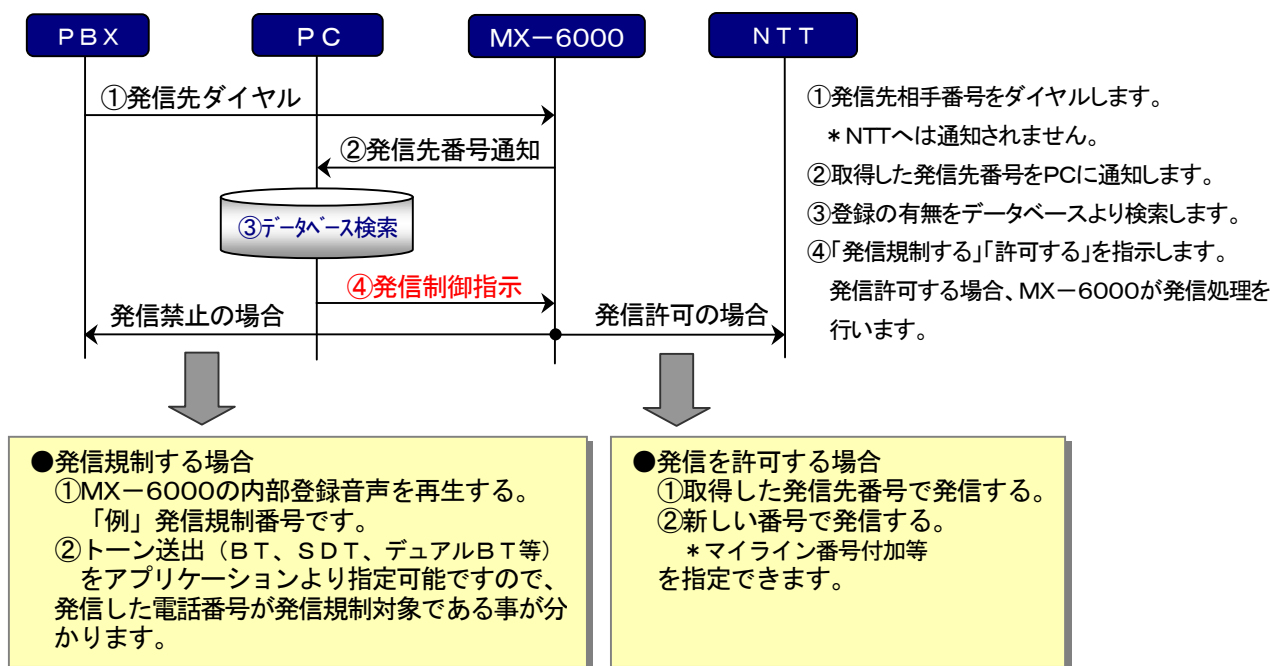 ＰＢＸ
ＰＣ
ＭＸ－６０００
ＮＴＴ
①発信先ダイヤル
②発信先番号通知
③ﾃﾞｰﾀﾍﾞｰｽ検索
④発信制御指示
発信禁止の場合
発信許可の場合
①発信先相手番号をダイヤルします。
＊NTTへは通知されません。
②取得した発信先番号をPCに通知します。
③登録の有無をデータベースより検索します。
④「発信規制する」「許可する」を指示します。
発信許可する場合、MX－6000が発信処理を
行います。
●発信規制する場合
①MX－6000の内部登録音声を再生する。
「例」発信規制番号です。
②トーン送出（ＢＴ、ＳＤＴ、デュアルＢＴ等）
をアプリケーションより指定可能ですので、
発信した電話番号が発信規制対象である事が分
かります。
●発信を許可する場合
①取得した発信先番号で発信する。
②新しい番号で発信する。
＊マイライン番号付加等
を指定できます。